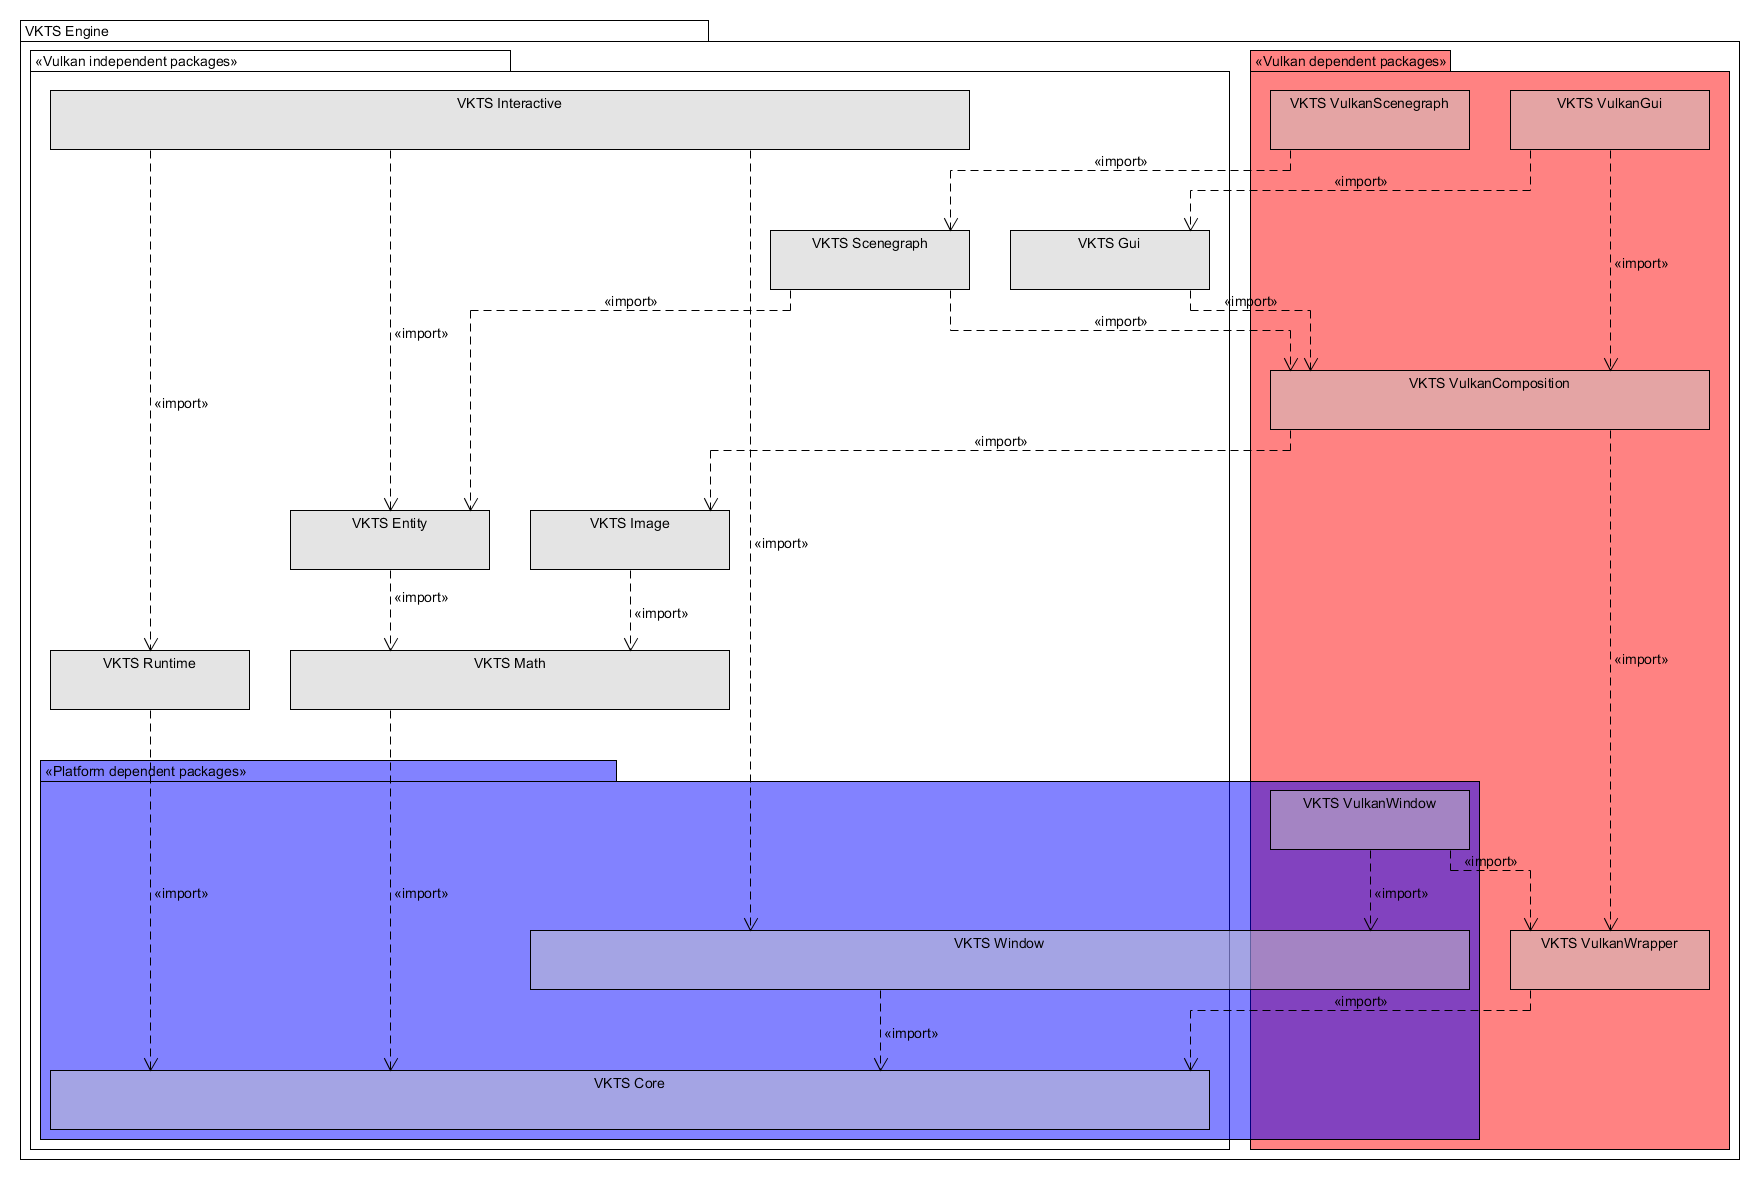 VKTS Engine
«Vulkan independent packages»
«Vulkan dependent packages»
VKTS Interactive
VKTS VulkanScenegraph
VKTS VulkanGui
«import»
«import»
VKTS Scenegraph
VKTS Gui
«import»
«import»
«import»
«import»
«import»
VKTS VulkanComposition
«import»
«import»
VKTS Entity
VKTS Image
«import»
«import»
«import»
VKTS Runtime
VKTS Math
«import»
«Platform dependent packages»
VKTS VulkanWindow
«import»
«import»
«import»
«import»
VKTS Window
VKTS VulkanWrapper
«import»
«import»
VKTS Core